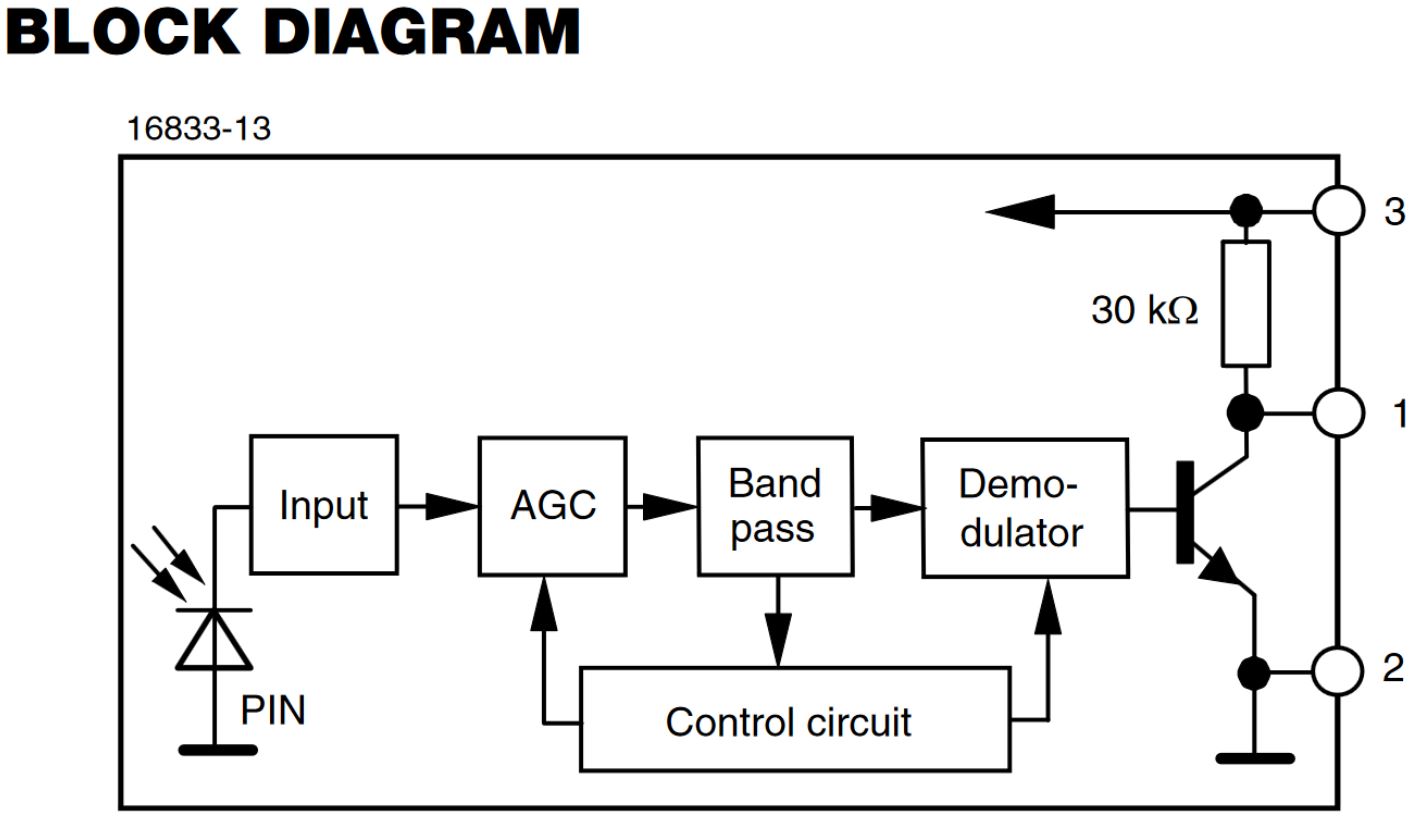 BLOCK DIAGRAM
16833-13
3
30 kΩ
1
Input
AGC
Band
pass
Demo-
dulator
2
PIN
Control circuit